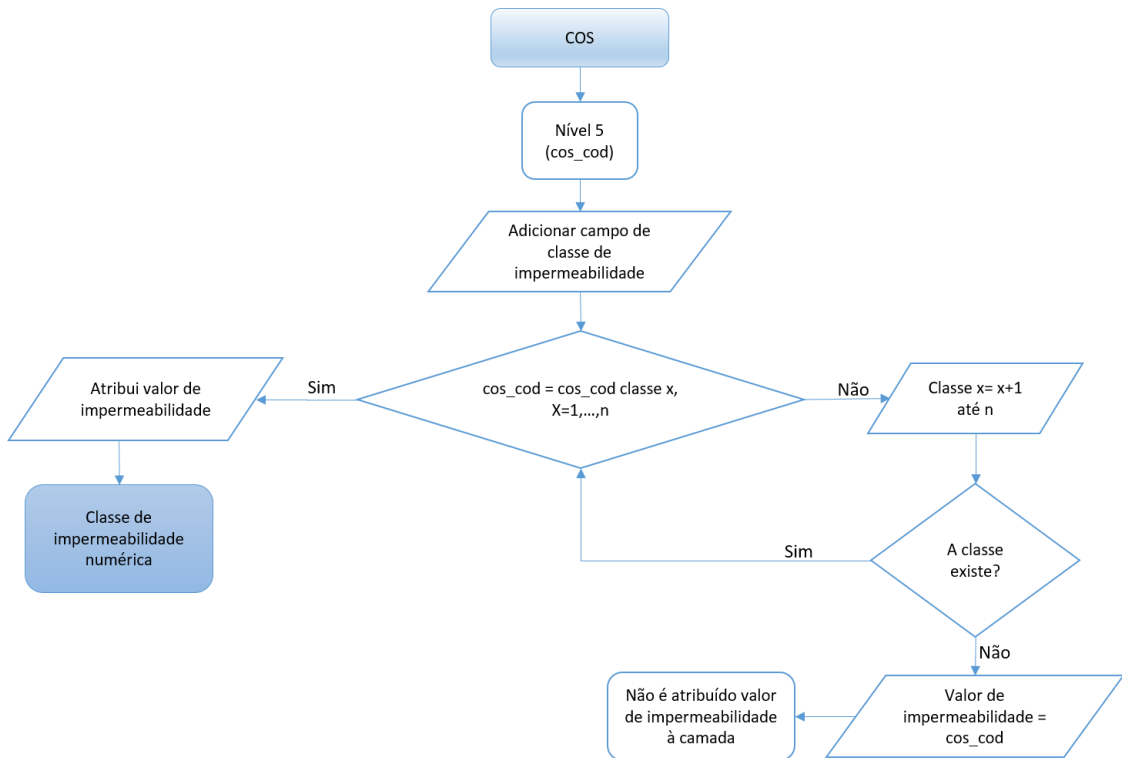 COS
Nível 5
(cos_cod)
Adicionar campo de
classe de
impermeabilidade
cos_cod = cos_cod classe x,
X=1,...,n
Sim
Atribui valor de
impermeabilidade
Classe de
impermeabilidade
numérica
Não
Classe x= x+1
até n
A classe
existe?
Sim
Não
Valor de
impermeabilidade =
cos_cod
Não é atribuído valor
de impermeabilidade
à camada